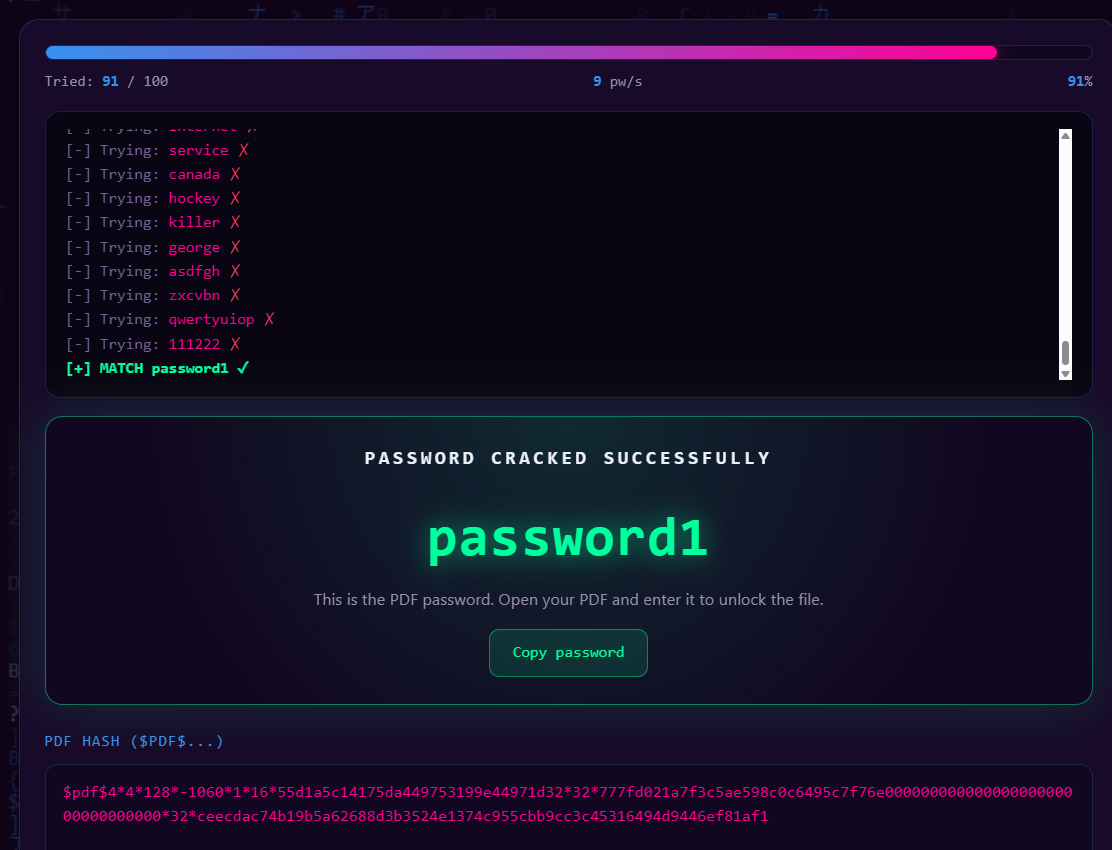 Tried: 91 / 100
9 pw/s
91%
[-] Trying: internet ✗
[-] Trying: service ✗
[-] Trying: canada ✗
[-] Trying: hockey ✗
[-] Trying: killer ✗
[-] Trying: george ✗
[-] Trying: asdfgh ✗
[-] Trying: zxcvbn ✗
[-] Trying: qwertyuiop ✗
[-] Trying: 111222 ✗
[+] MATCH password1 ✓
PASSWORD CRACKED SUCCESSFULLY
password1
This is the PDF password. Open your PDF and enter it to unlock the file.
Copy password
PDF HASH ($PDF$...)
$pdf$4*4*128*-1060*1*16*55d1a5c14175da449753199e44971d32*32*777fd021a7f3c5ae598c0c6495c7f76e0000000000000000000000
00000000000*32*ceecdac74b19b5a62688d3b3524e1374c955cbb9cc3c45316494d9446ef81af1